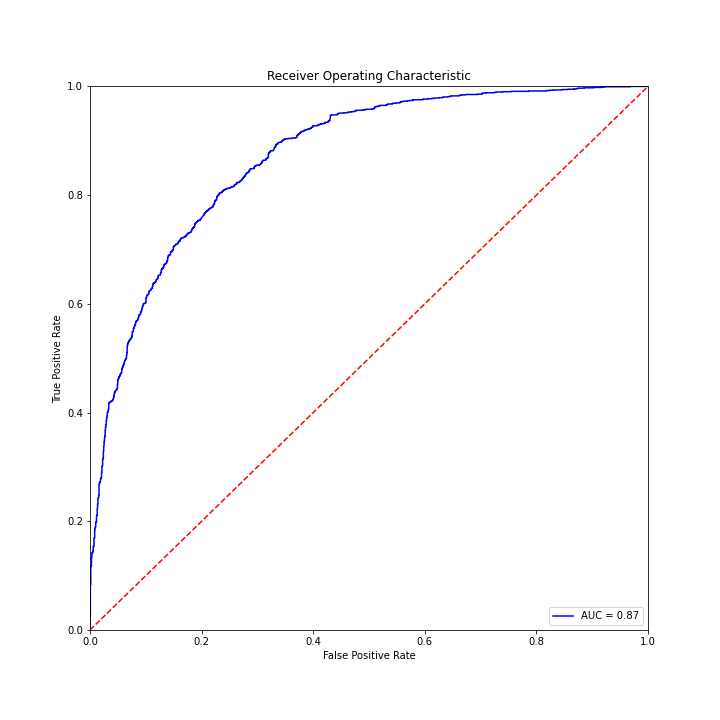 Receiver Operating Characteristic
1.0
0.8
0.6
0.4
0.2
0.0
True Positive Rate
AUC = 0.87
0.0 0.2 0.4 0.6 0.8 1.0
False Positive Rate